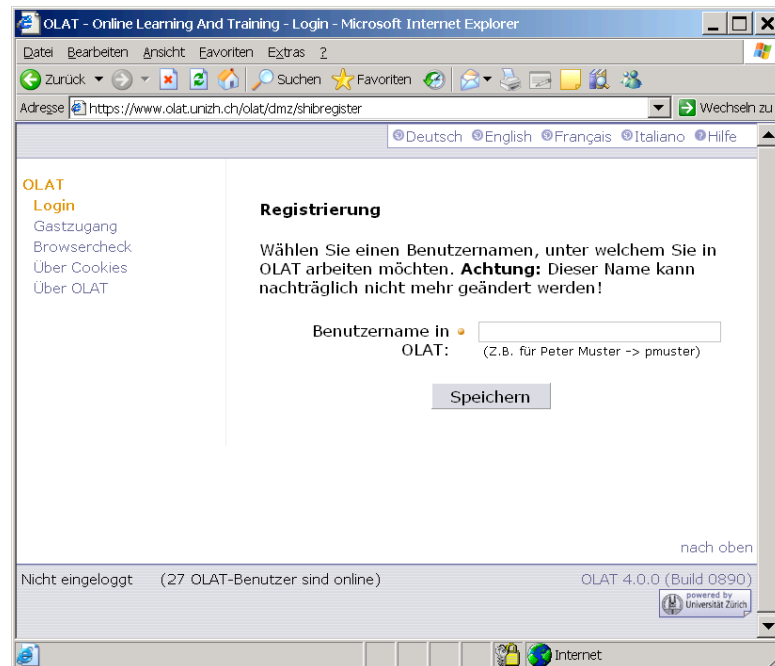 OLAT - Online Learning And Training - Login - Microsoft Internet Explorer
Datei Bearbeiten Ansicht Favoriten Extras ?
Zurück Suchen Favoriten
Adresse https://www.olat.unizh.ch/olat/dmz/shibregister Wechseln zu
Deutsch English Français Italiano Hilfe
OLAT
Login
Gastzugang
Browsercheck
Über Cookies
Über OLAT
Registrierung
Wählen Sie einen Benutzernamen, unter welchem Sie in
OLAT arbeiten möchten. Achtung: Dieser Name kann
nachträglich nicht mehr geändert werden!
Benutzername in
OLAT:
(Z.B. für Peter Muster -> pmuster)
Speichern
nach oben
Nicht eingeloggt (27 OLAT-Benutzer sind online) OLAT 4.0.0 (Build 0890)
powered by
Universität Zürich
Internet